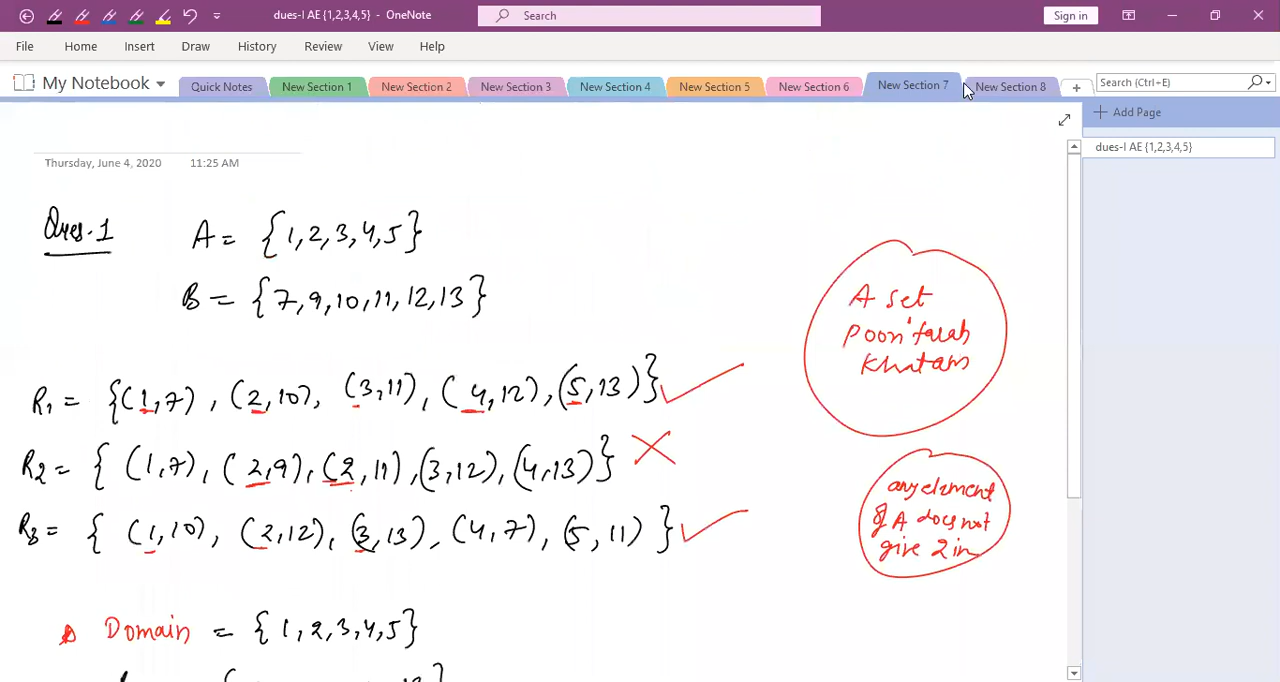 dues-I AE {1,2,3,4,5} - OneNote
Search
Sign in
File Home Insert Draw History Review View Help
My Notebook Quick Notes New Section 1 New Section 2 New Section 3 New Section 4 New Section 5 New Section 6 New Section 7 New Section 8 + Search (Ctrl+E)
Add Page
dues-I AE {1,2,3,4,5}
Thursday, June 4, 2020 11:25 AM
Ques.1 A = {1,2,3,4,5}
B = {7,9,10,11,12,13}
A set
Poori tarah
Khatam
R1 = {(1,7), (2,10), (3,11), (4,12), (5,13)}
R2 = {(1,7), (2,9), (2,11), (3,12), (4,13)}
R3 = {(1,10), (2,12), (3,13), (4,7), (5,11)}
any element
of A does not
give 2 im
Domain = {1,2,3,4,5}